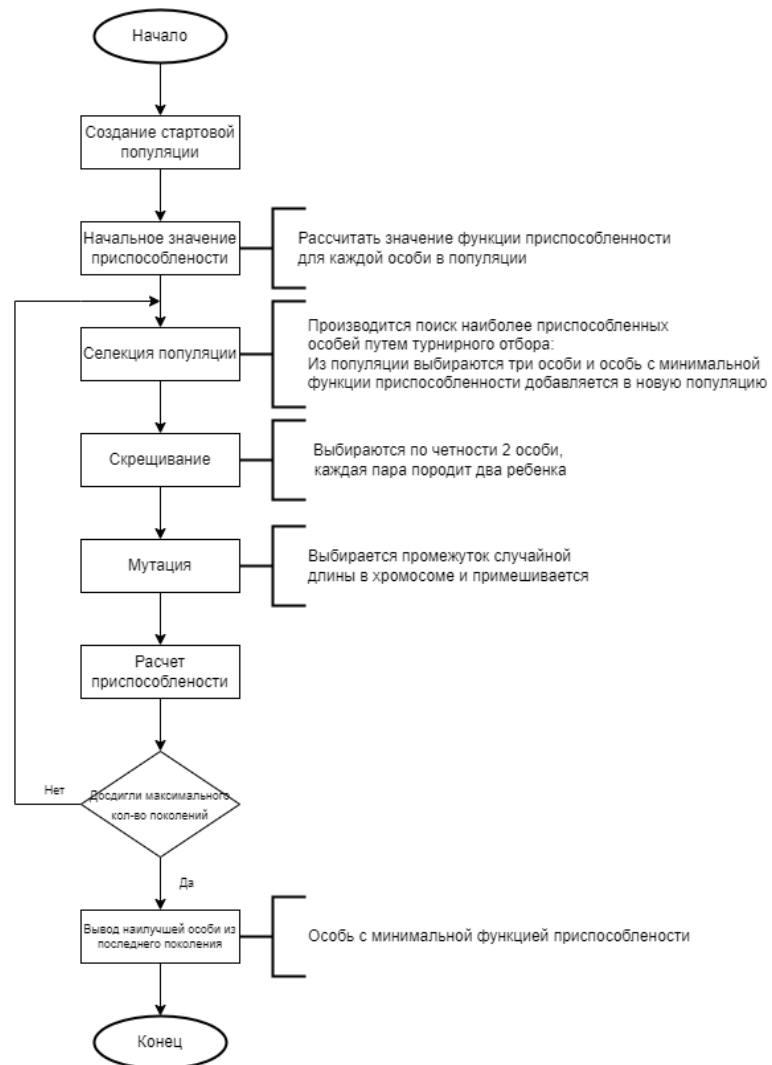 Начало
Создание стартовой
популяции
Начальное значение
приспособлености
Рассчитать значение функции приспособленности
для каждой особи в популяции
Селекция популяции
Производится поиск наиболее приспособленных
особей путем турнирного отбора:
Из популяции выбираются три особи и особь с минимальной
функции приспособленности добавляется в новую популяцию
Скрещивание
Выбираются по четности 2 особи,
каждая пара породит два ребенка
Мутация
Выбирается промежуток случайной
длины в хромосоме и примешивается
Расчет
приспособлености
Нет
Досдигли максимального
кол-во поколений
Да
Вывод наилучшей особи из
последнего поколения
Особь с минимальной функцией приспособлености
Конец